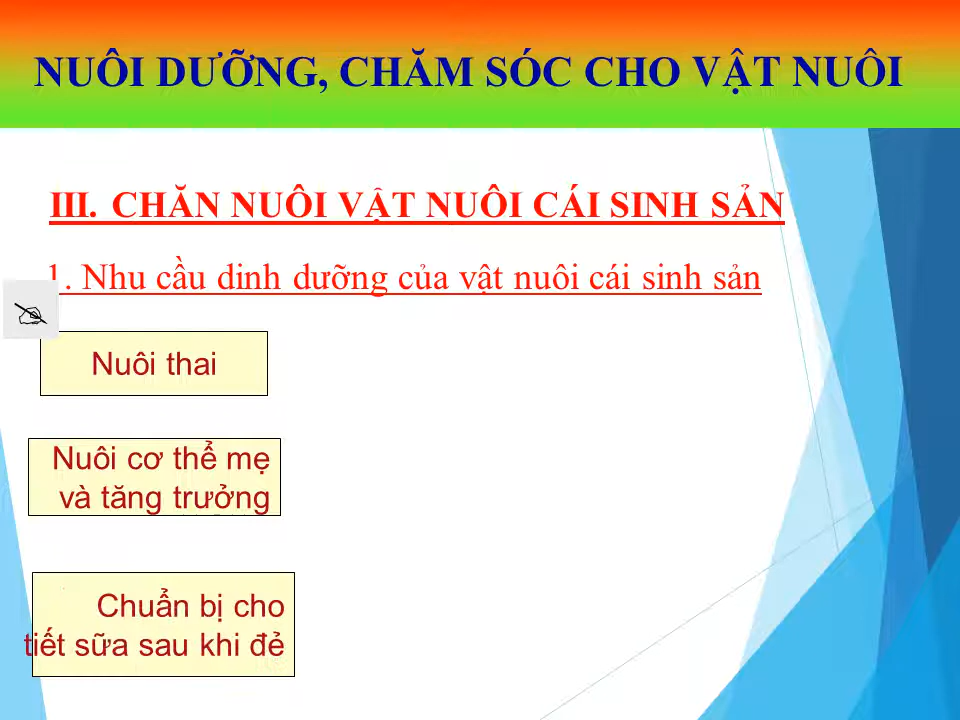 NUÔI DƯỠNG, CHĂM SÓC CHO VẬT NUÔI
III. CHĂN NUÔI VẬT NUÔI CÁI SINH SẢN
1. Nhu cầu dinh dưỡng của vật nuôi cái sinh sản
Nuôi thai
Nuôi cơ thể mẹ
và tăng trưởng
Chuẩn bị cho
tiết sữa sau khi đẻ